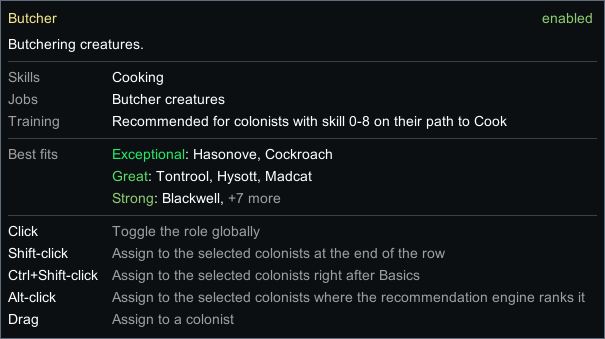 Butcher enabled
Butchering creatures.
Skills Cooking
Jobs Butcher creatures
Training Recommended for colonists with skill 0-8 on their path to Cook
Best fits Exceptional: Hasonove, Cockroach
Great: Tontrool, Hysott, Madcat
Strong: Blackwell, +7 more
Click Toggle the role globally
Shift-click Assign to the selected colonists at the end of the row
Ctrl+Shift-click Assign to the selected colonists right after Basics
Alt-click Assign to the selected colonists where the recommendation engine ranks it
Drag Assign to a colonist